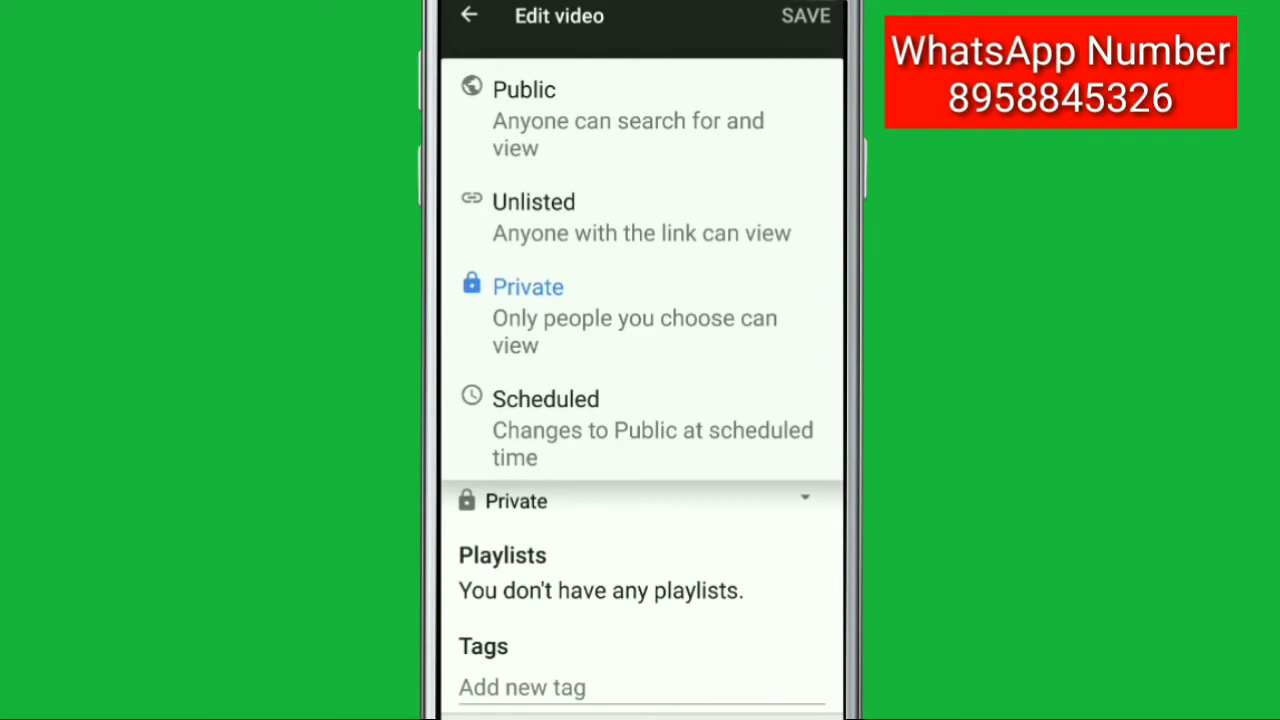 Edit video
SAVE
WhatsApp Number
8958845326
Public
Anyone can search for and
view
Unlisted
Anyone with the link can view
Private
Only people you choose can
view
Scheduled
Changes to Public at scheduled
time
Private
Playlists
You don't have any playlists.
Tags
Add new tag